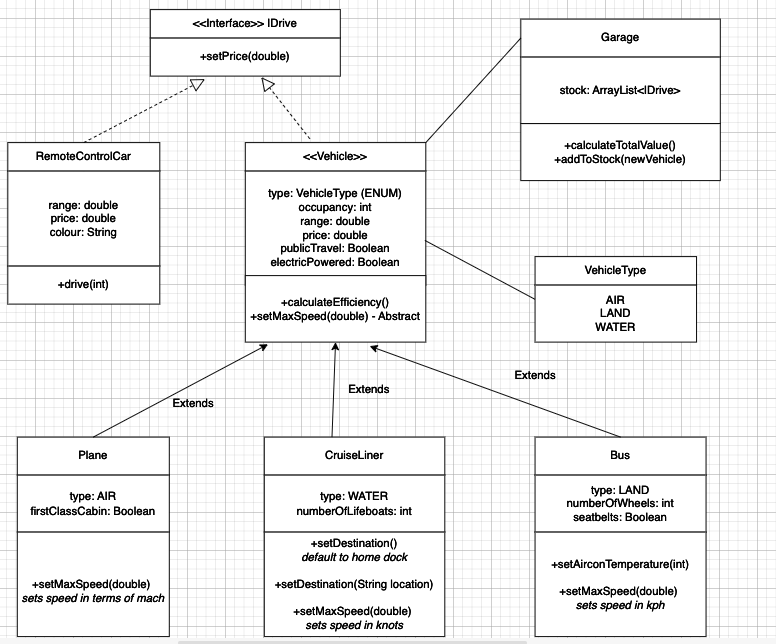 <<Interface>> IDrive
+setPrice(double)
Garage
stock: ArrayList<IDrive>
+calculateTotalValue()
+addToStock(newVehicle)
RemoteControlCar
range: double
price: double
colour: String
+drive(int)
<<Vehicle>>
type: VehicleType (ENUM)
occupancy: int
range: double
price: double
publicTravel: Boolean
electricPowered: Boolean
+calculateEfficiency()
+setMaxSpeed(double) - Abstract
VehicleType
AIR
LAND
WATER
Extends
Extends
Extends
Plane
type: AIR
firstClassCabin: Boolean
+setMaxSpeed(double)
sets speed in terms of mach
CruiseLiner
type: WATER
numberOfLifeboats: int
+setDestination()
default to home dock
+setDestination(String location)
+setMaxSpeed(double)
sets speed in knots
Bus
type: LAND
numberOfWheels: int
seatbelts: Boolean
+setAirconTemperature(int)
+setMaxSpeed(double)
sets speed in kph